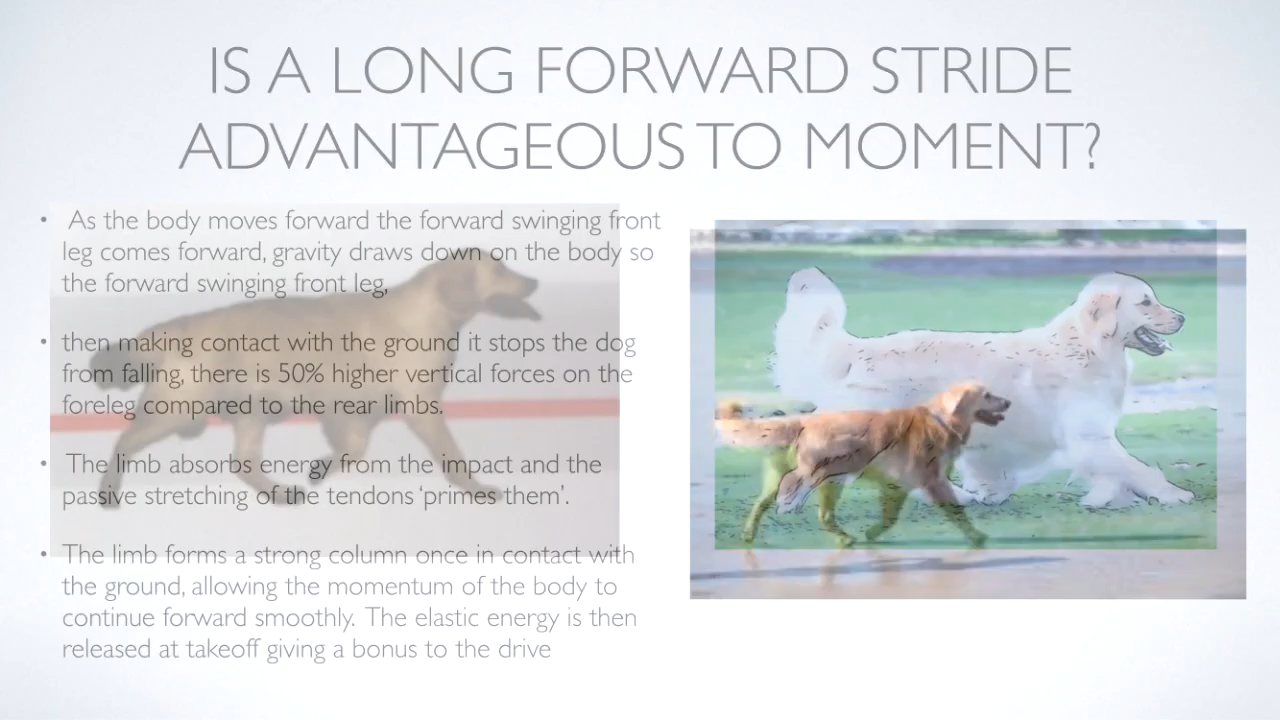 IS A LONG FORWARD STRIDE
ADVANTAGEOUS TO MOMENT?
• As the body moves forward the forward swinging front
leg comes forward, gravity draws down on the body so
the forward swinging front leg,
• then making contact with the ground it stops the dog
from falling, there is 50% higher vertical forces on the
foreleg compared to the rear limbs.
• The limb absorbs energy from the impact and the
passive stretching of the tendons ‘primes them’.
• The limb forms a strong column once in contact with
the ground, allowing the momentum of the body to
continue forward smoothly. The elastic energy is then
released at takeoff giving a bonus to the drive